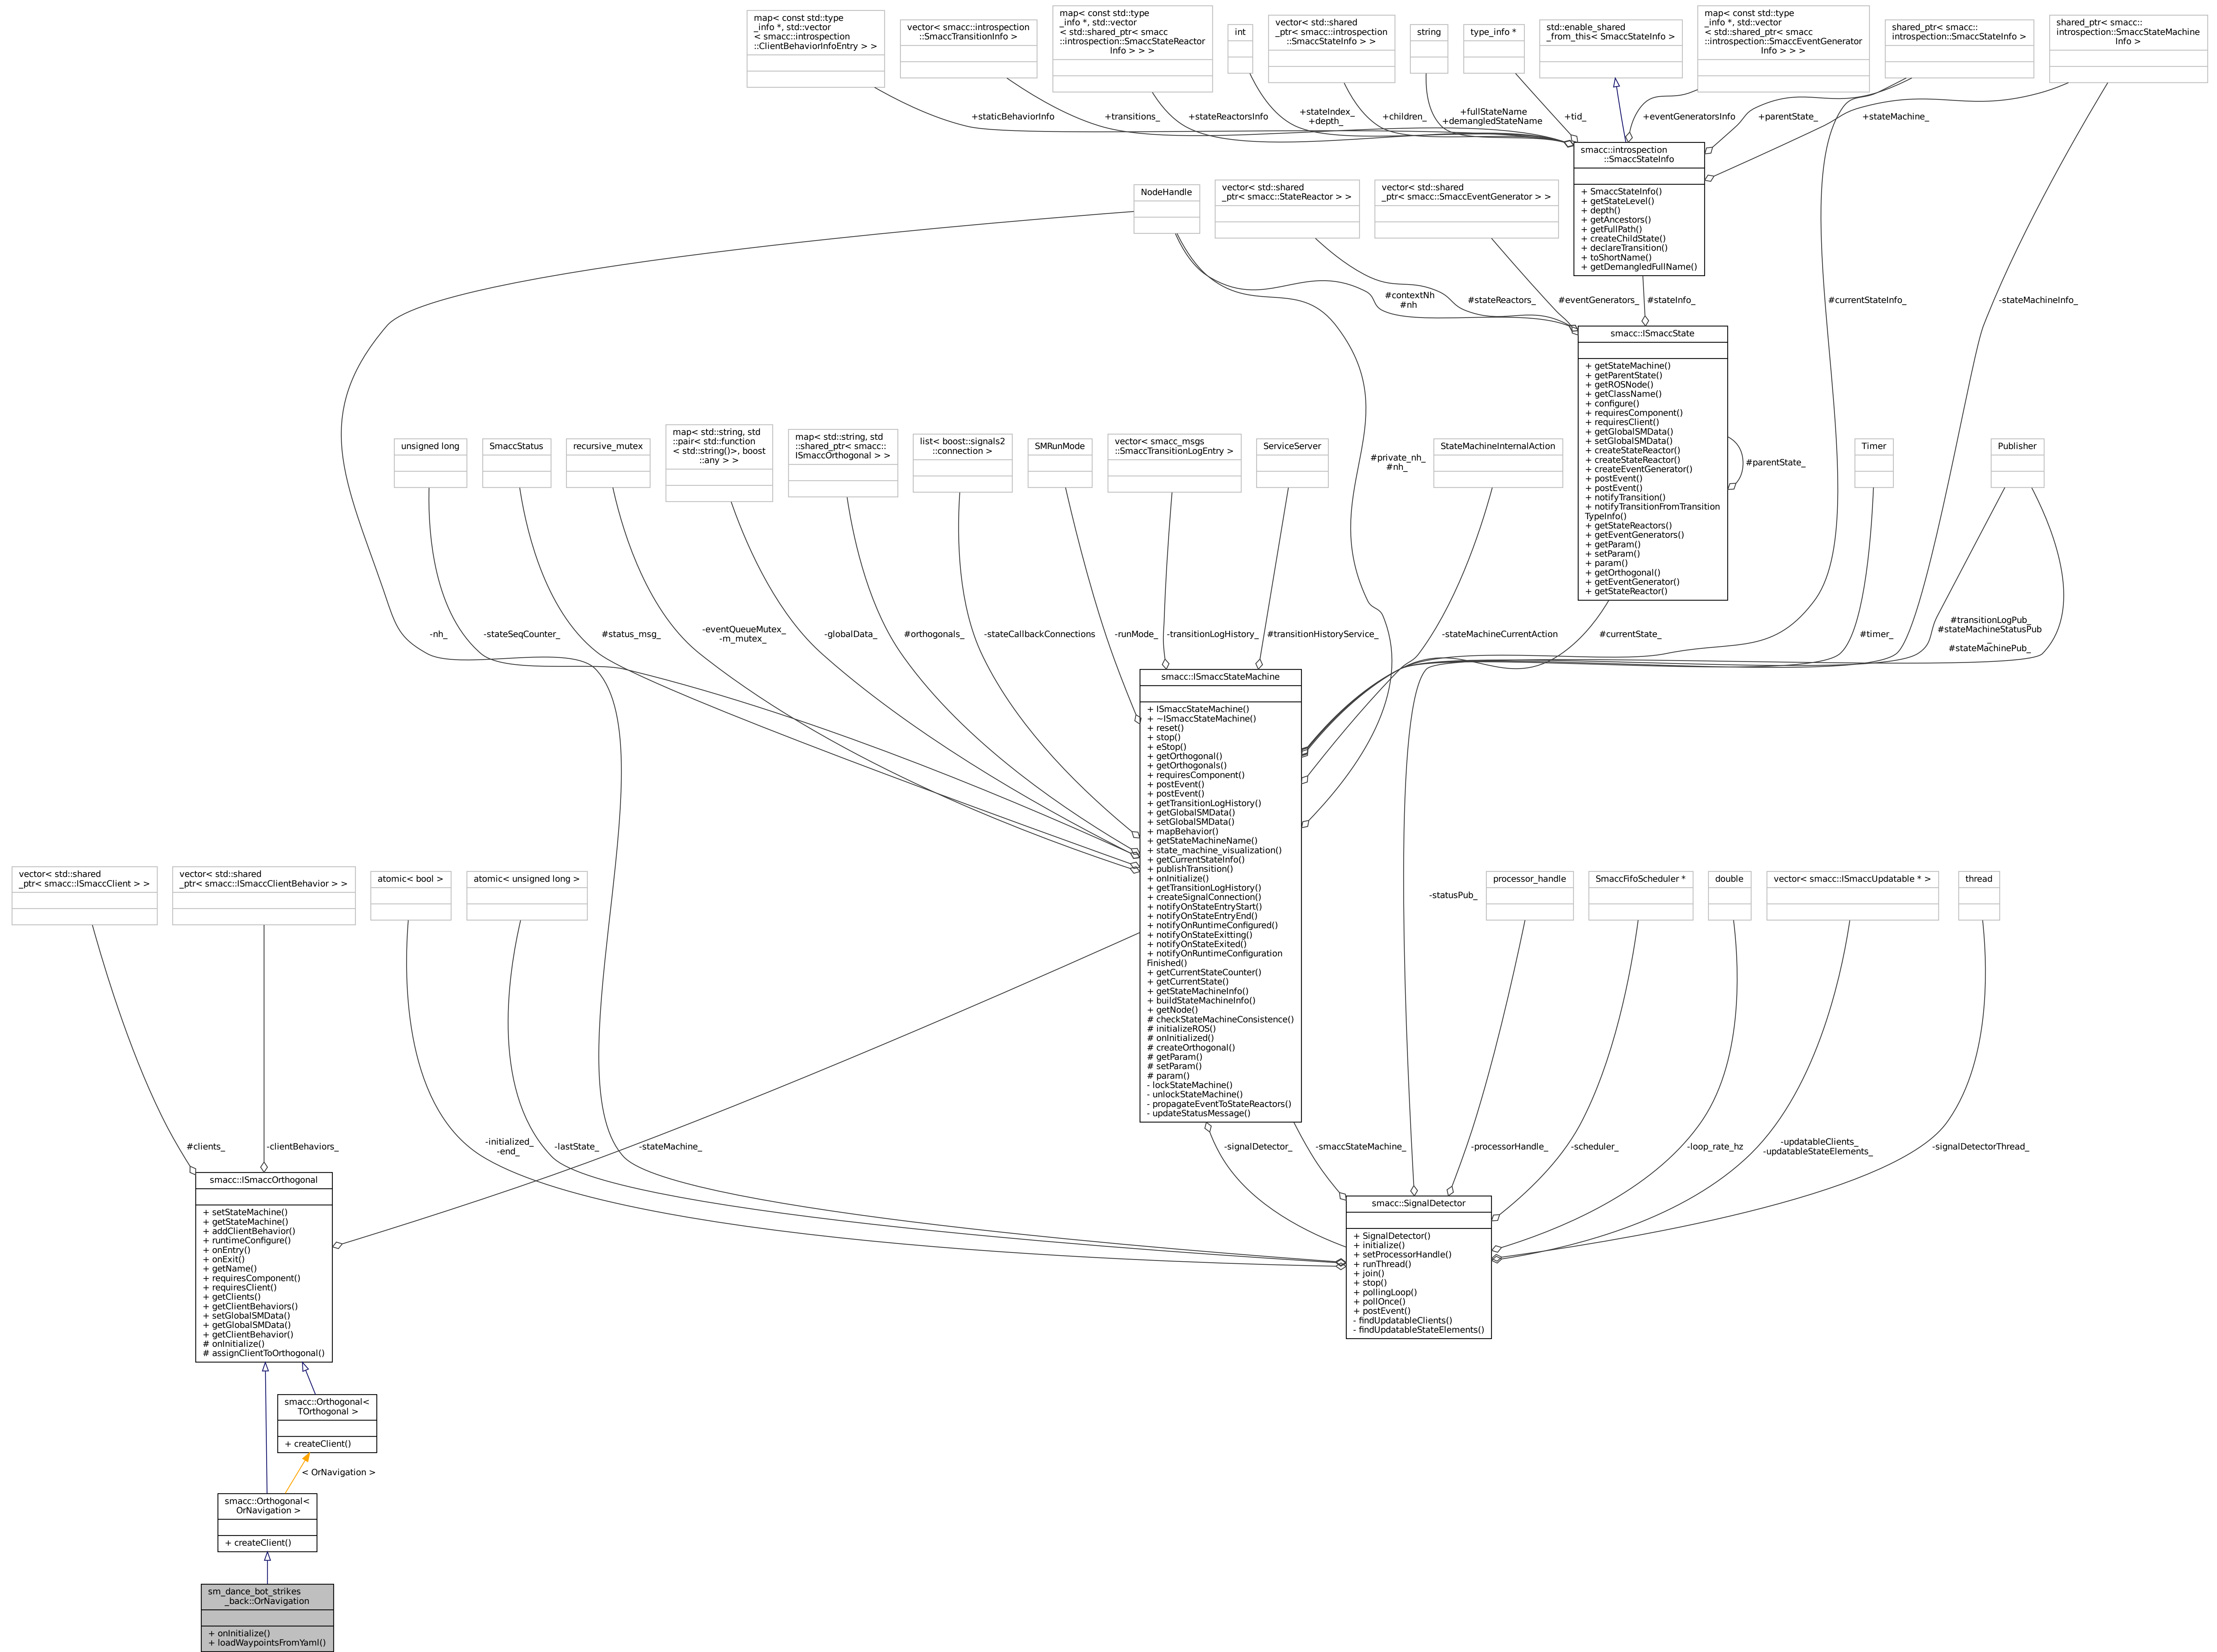 map< const std::type
_info *, std::vector
< smacc::introspection
::ClientBehaviorInfoEntry > >
vector< smacc::introspection
::SmaccTransitionInfo >
map< const std::type
_info *, std::vector
< std::shared_ptr< smacc
::introspection::SmaccStateReactor
Info > > >
int
vector< std::shared
_ptr< smacc::introspection
::SmaccStateInfo > >
string
type_info *
std::enable_shared
_from_this< SmaccStateInfo >
map< const std::type
_info *, std::vector
< std::shared_ptr< smacc
::introspection::SmaccEventGenerator
Info > > >
shared_ptr< smacc::
introspection::SmaccStateInfo >
shared_ptr< smacc::
introspection::SmaccStateMachine
Info >
+staticBehaviorInfo
+transitions_
+stateReactorsInfo
+stateIndex_
+depth_
+children_
+fullStateName
+demangledStateName
+tid_
+eventGeneratorsInfo
+parentState_
+stateMachine_
smacc::introspection
::SmaccStateInfo
+ SmaccStateInfo()
+ getStateLevel()
+ depth()
+ getAncestors()
+ getFullPath()
+ createChildState()
+ declareTransition()
+ toShortName()
+ getDemangledFullName()
NodeHandle
vector< std::shared
_ptr< smacc::StateReactor > >
vector< std::shared
_ptr< smacc::SmaccEventGenerator > >
#contextNh
#nh
#stateReactors_
#eventGenerators_
#stateInfo_
#currentStateInfo_
-stateMachineInfo_
smacc::ISmaccState
+ getStateMachine()
+ getParentState()
+ getROSNode()
+ getClassName()
+ configure()
+ requiresComponent()
+ requiresClient()
+ getGlobalSMData()
+ setGlobalSMData()
+ createStateReactor()
+ createStateReactor()
+ createEventGenerator()
+ postEvent()
+ postEvent()
+ notifyTransition()
+ notifyTransitionFromTransition
TypeInfo()
+ getStateReactors()
+ getEventGenerators()
+ getParam()
+ setParam()
+ param()
+ getOrthogonal()
+ getEventGenerator()
+ getStateReactor()
#parentState_
unsigned long
SmaccStatus
recursive_mutex
map< std::string, std
::pair< std::function
< std::string()>, boost
::any > >
map< std::string, std
::shared_ptr< smacc::
ISmaccOrthogonal > >
list< boost::signals2
::connection >
SMRunMode
vector< smacc_msgs
::SmaccTransitionLogEntry >
ServiceServer
#private_nh_
#nh_
StateMachineInternalAction
Timer
Publisher
-nh_
-stateSeqCounter_
#status_msg_
-eventQueueMutex_
-m_mutex_
-globalData_
#orthogonals_
-stateCallbackConnections
-runMode_
-transitionLogHistory_
#transitionHistoryService_
-stateMachineCurrentAction
#currentState_
#timer_
#transitionLogPub_
#stateMachineStatusPub
_
#stateMachinePub_
smacc::ISmaccStateMachine
+ ISmaccStateMachine()
+ ~ISmaccStateMachine()
+ reset()
+ stop()
+ eStop()
+ getOrthogonal()
+ getOrthogonals()
+ requiresComponent()
+ postEvent()
+ postEvent()
+ getTransitionLogHistory()
+ getGlobalSMData()
+ setGlobalSMData()
+ mapBehavior()
+ getStateMachineName()
+ state_machine_visualization()
+ getCurrentStateInfo()
+ publishTransition()
+ onInitialize()
+ getTransitionLogHistory()
+ createSignalConnection()
+ notifyOnStateEntryStart()
+ notifyOnStateEntryEnd()
+ notifyOnRuntimeConfigured()
+ notifyOnStateExitting()
+ notifyOnStateExited()
+ notifyOnRuntimeConfiguration
Finished()
+ getCurrentStateCounter()
+ getCurrentState()
+ getStateMachineInfo()
+ buildStateMachineInfo()
+ getNode()
# checkStateMachineConsistence()
# initializeROS()
# onInitialized()
# createOrthogonal()
# getParam()
# setParam()
# param()
- lockStateMachine()
- unlockStateMachine()
- propagateEventToStateReactors()
- updateStatusMessage()
vector< std::shared
_ptr< smacc::ISmaccClient > >
vector< std::shared
_ptr< smacc::ISmaccClientBehavior > >
atomic< bool >
atomic< unsigned long >
-statusPub_
processor_handle
SmaccFifoScheduler *
double
vector< smacc::ISmaccUpdatable * >
thread
#clients_
-clientBehaviors_
-initialized_
-end_
-lastState_
-stateMachine_
-signalDetector_
-smaccStateMachine_
-processorHandle_
-scheduler_
-loop_rate_hz
-updatableClients_
-updatableStateElements_
-signalDetectorThread_
smacc::ISmaccOrthogonal
+ setStateMachine()
+ getStateMachine()
+ addClientBehavior()
+ runtimeConfigure()
+ onEntry()
+ onExit()
+ getName()
+ requiresComponent()
+ requiresClient()
+ getClients()
+ getClientBehaviors()
+ setGlobalSMData()
+ getGlobalSMData()
+ getClientBehavior()
# onInitialize()
# assignClientToOrthogonal()
smacc::SignalDetector
+ SignalDetector()
+ initialize()
+ setProcessorHandle()
+ runThread()
+ join()
+ stop()
+ pollingLoop()
+ pollOnce()
+ postEvent()
- findUpdatableClients()
- findUpdatableStateElements()
smacc::Orthogonal<
TOrthogonal >
+ createClient()
< OrNavigation >
smacc::Orthogonal<
OrNavigation >
+ createClient()
sm_dance_bot_strikes
_back::OrNavigation
+ onInitialize()
+ loadWaypointsFromYaml()